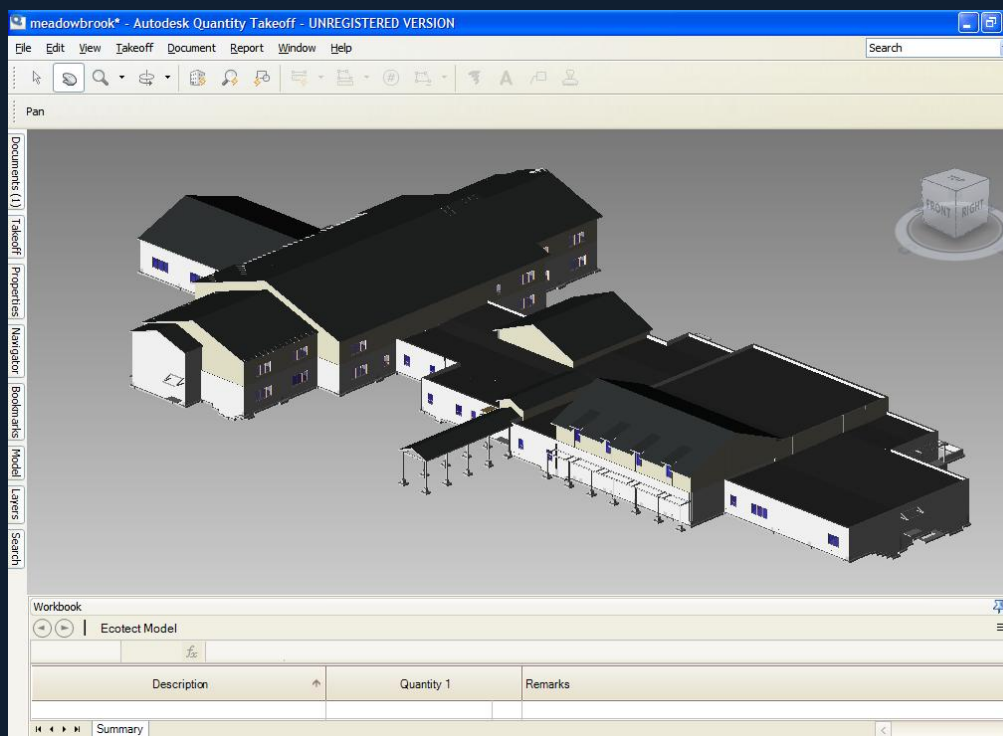 meadowbrook* - Autodesk Quantity Takeoff - UNREGISTERED VERSION
File Edit View Takeoff Document Report Window Help
Search
#
A
Pan
Documents (1)
Takeoff
Properties
Navigator
Bookmarks
Model
Layers
Search
TOP
FRONT RIGHT
Workbook
Ecotect Model
fx
Description Quantity 1 Remarks
Summary